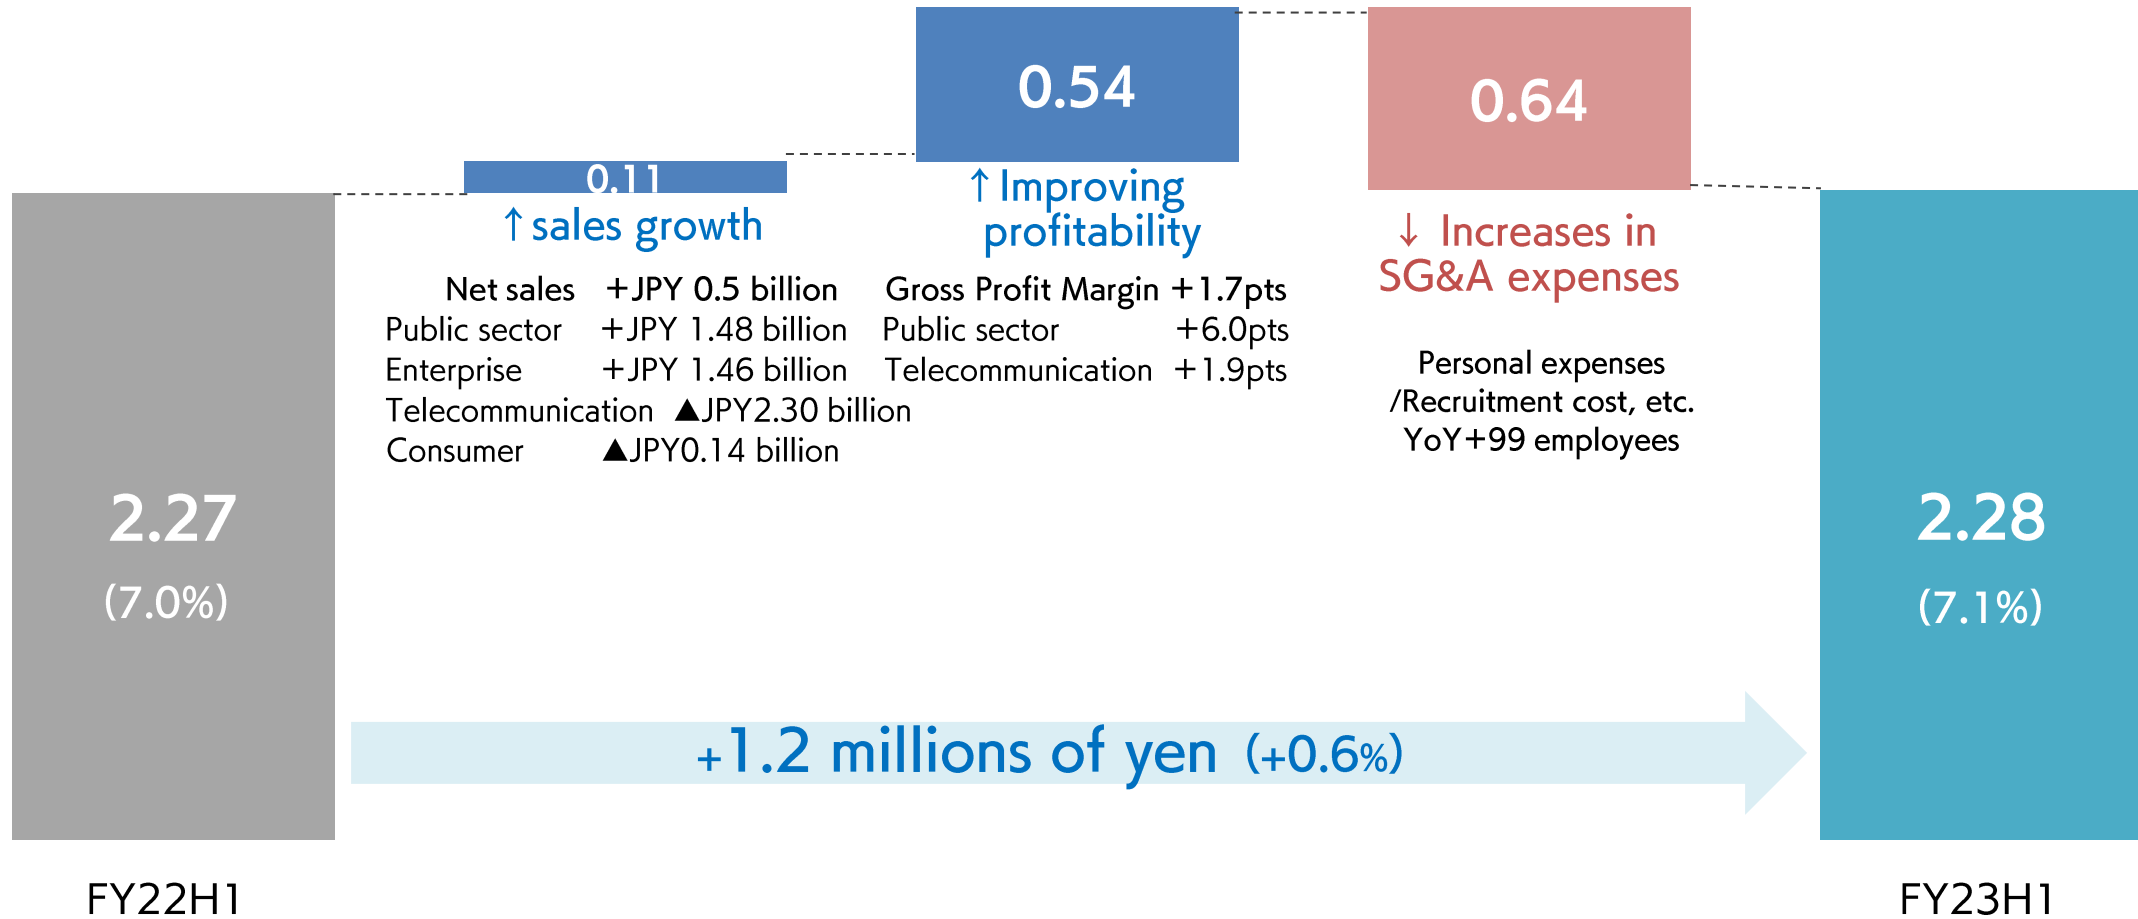 0.54
0.64
0.11
↑Improving
profitability
↑sales growth
↓ Increases in
SG&A expenses
Net sales +JPY 0.5 billion
Public sector +JPY 1.48 billion
Enterprise +JPY 1.46 billion
Telecommunication ▲JPY2.30 billion
Consumer ▲JPY0.14 billion
Gross Profit Margin +1.7pts
Public sector +6.0pts
Telecommunication +1.9pts
Personal expenses
/Recruitment cost, etc.
YoY+99 employees
2.27
(7.0%)
2.28
(7.1%)
+1.2 millions of yen (+0.6%)
FY22H1
FY23H1